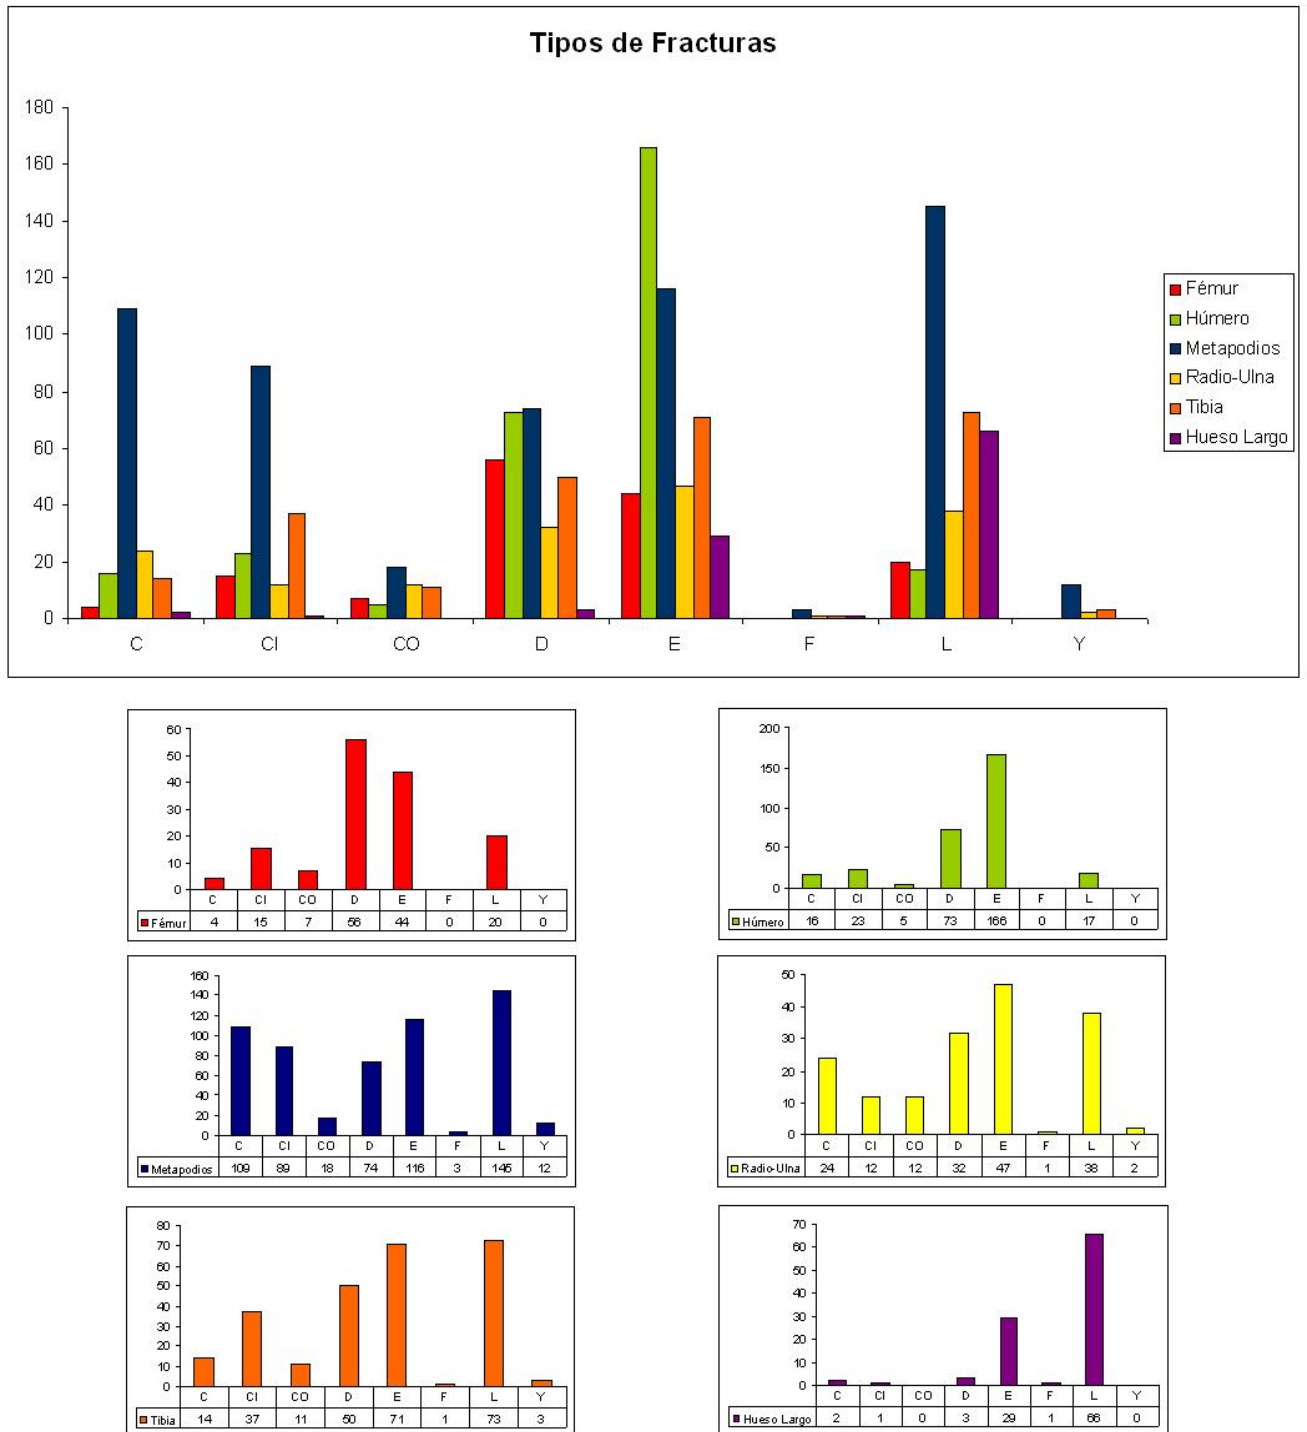 Tipos de Fracturas
180
160
140
120
100
80
60
40
20
0
C CI CO D E F L Y
Fémur
Húmero
Metapodios
Radio-Ulna
Tibia
Hueso Largo
60
50
40
30
20
10
0
C CI CO D E F L Y
Fémur 4 15 7 56 44 0 20 0
200
150
100
50
0
C CI CO D E F L Y
Húmero 16 23 5 73 166 0 17 0
160
140
120
100
80
60
40
20
0
C CI CO D E F L Y
Metapodios 109 89 18 74 116 3 145 12
50
40
30
20
10
0
C CI CO D E F L Y
Radio-Ulna 24 12 12 32 47 1 38 2
80
70
60
50
40
30
20
10
0
C CI CO D E F L Y
Tibia 14 37 11 50 71 1 73 3
70
60
50
40
30
20
10
0
C CI CO D E F L Y
Hueso Largo 2 1 0 3 29 1 66 0